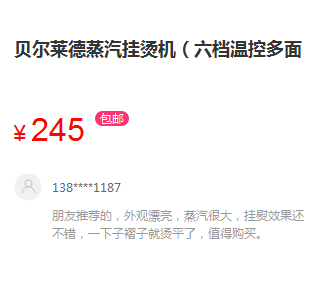 贝尔莱德蒸汽挂烫机（六档温控多面
¥245 包邮
138****1187
朋友推荐的，外观漂亮，蒸汽很大，挂熨效果还
不错，一下子褶子就烫平了，值得购买。